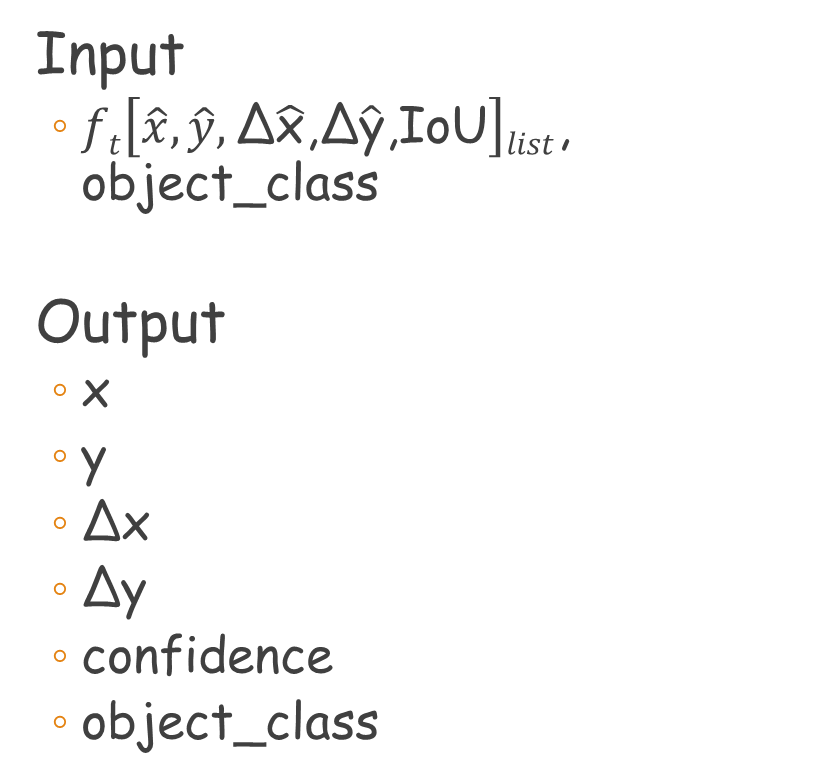 Input
◦ f_t[x̂, ŷ, Δx̂,Δŷ,IoU]_list,
object_class
Output
◦ x
◦ y
◦ Δx
◦ Δy
◦ confidence
◦ object_class